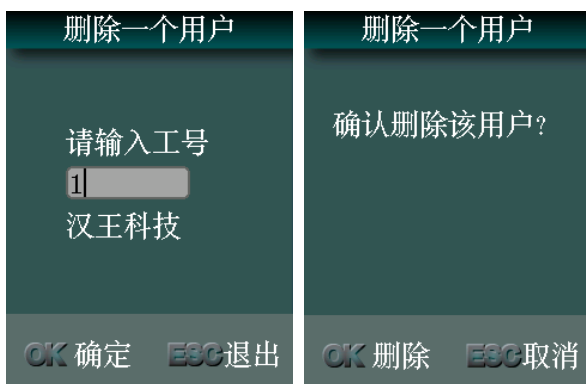 删除一个用户
请输入工号
1
汉王科技
OK 确定 ESC退出
删除一个用户
确认删除该用户?
OK 删除 ESC取消